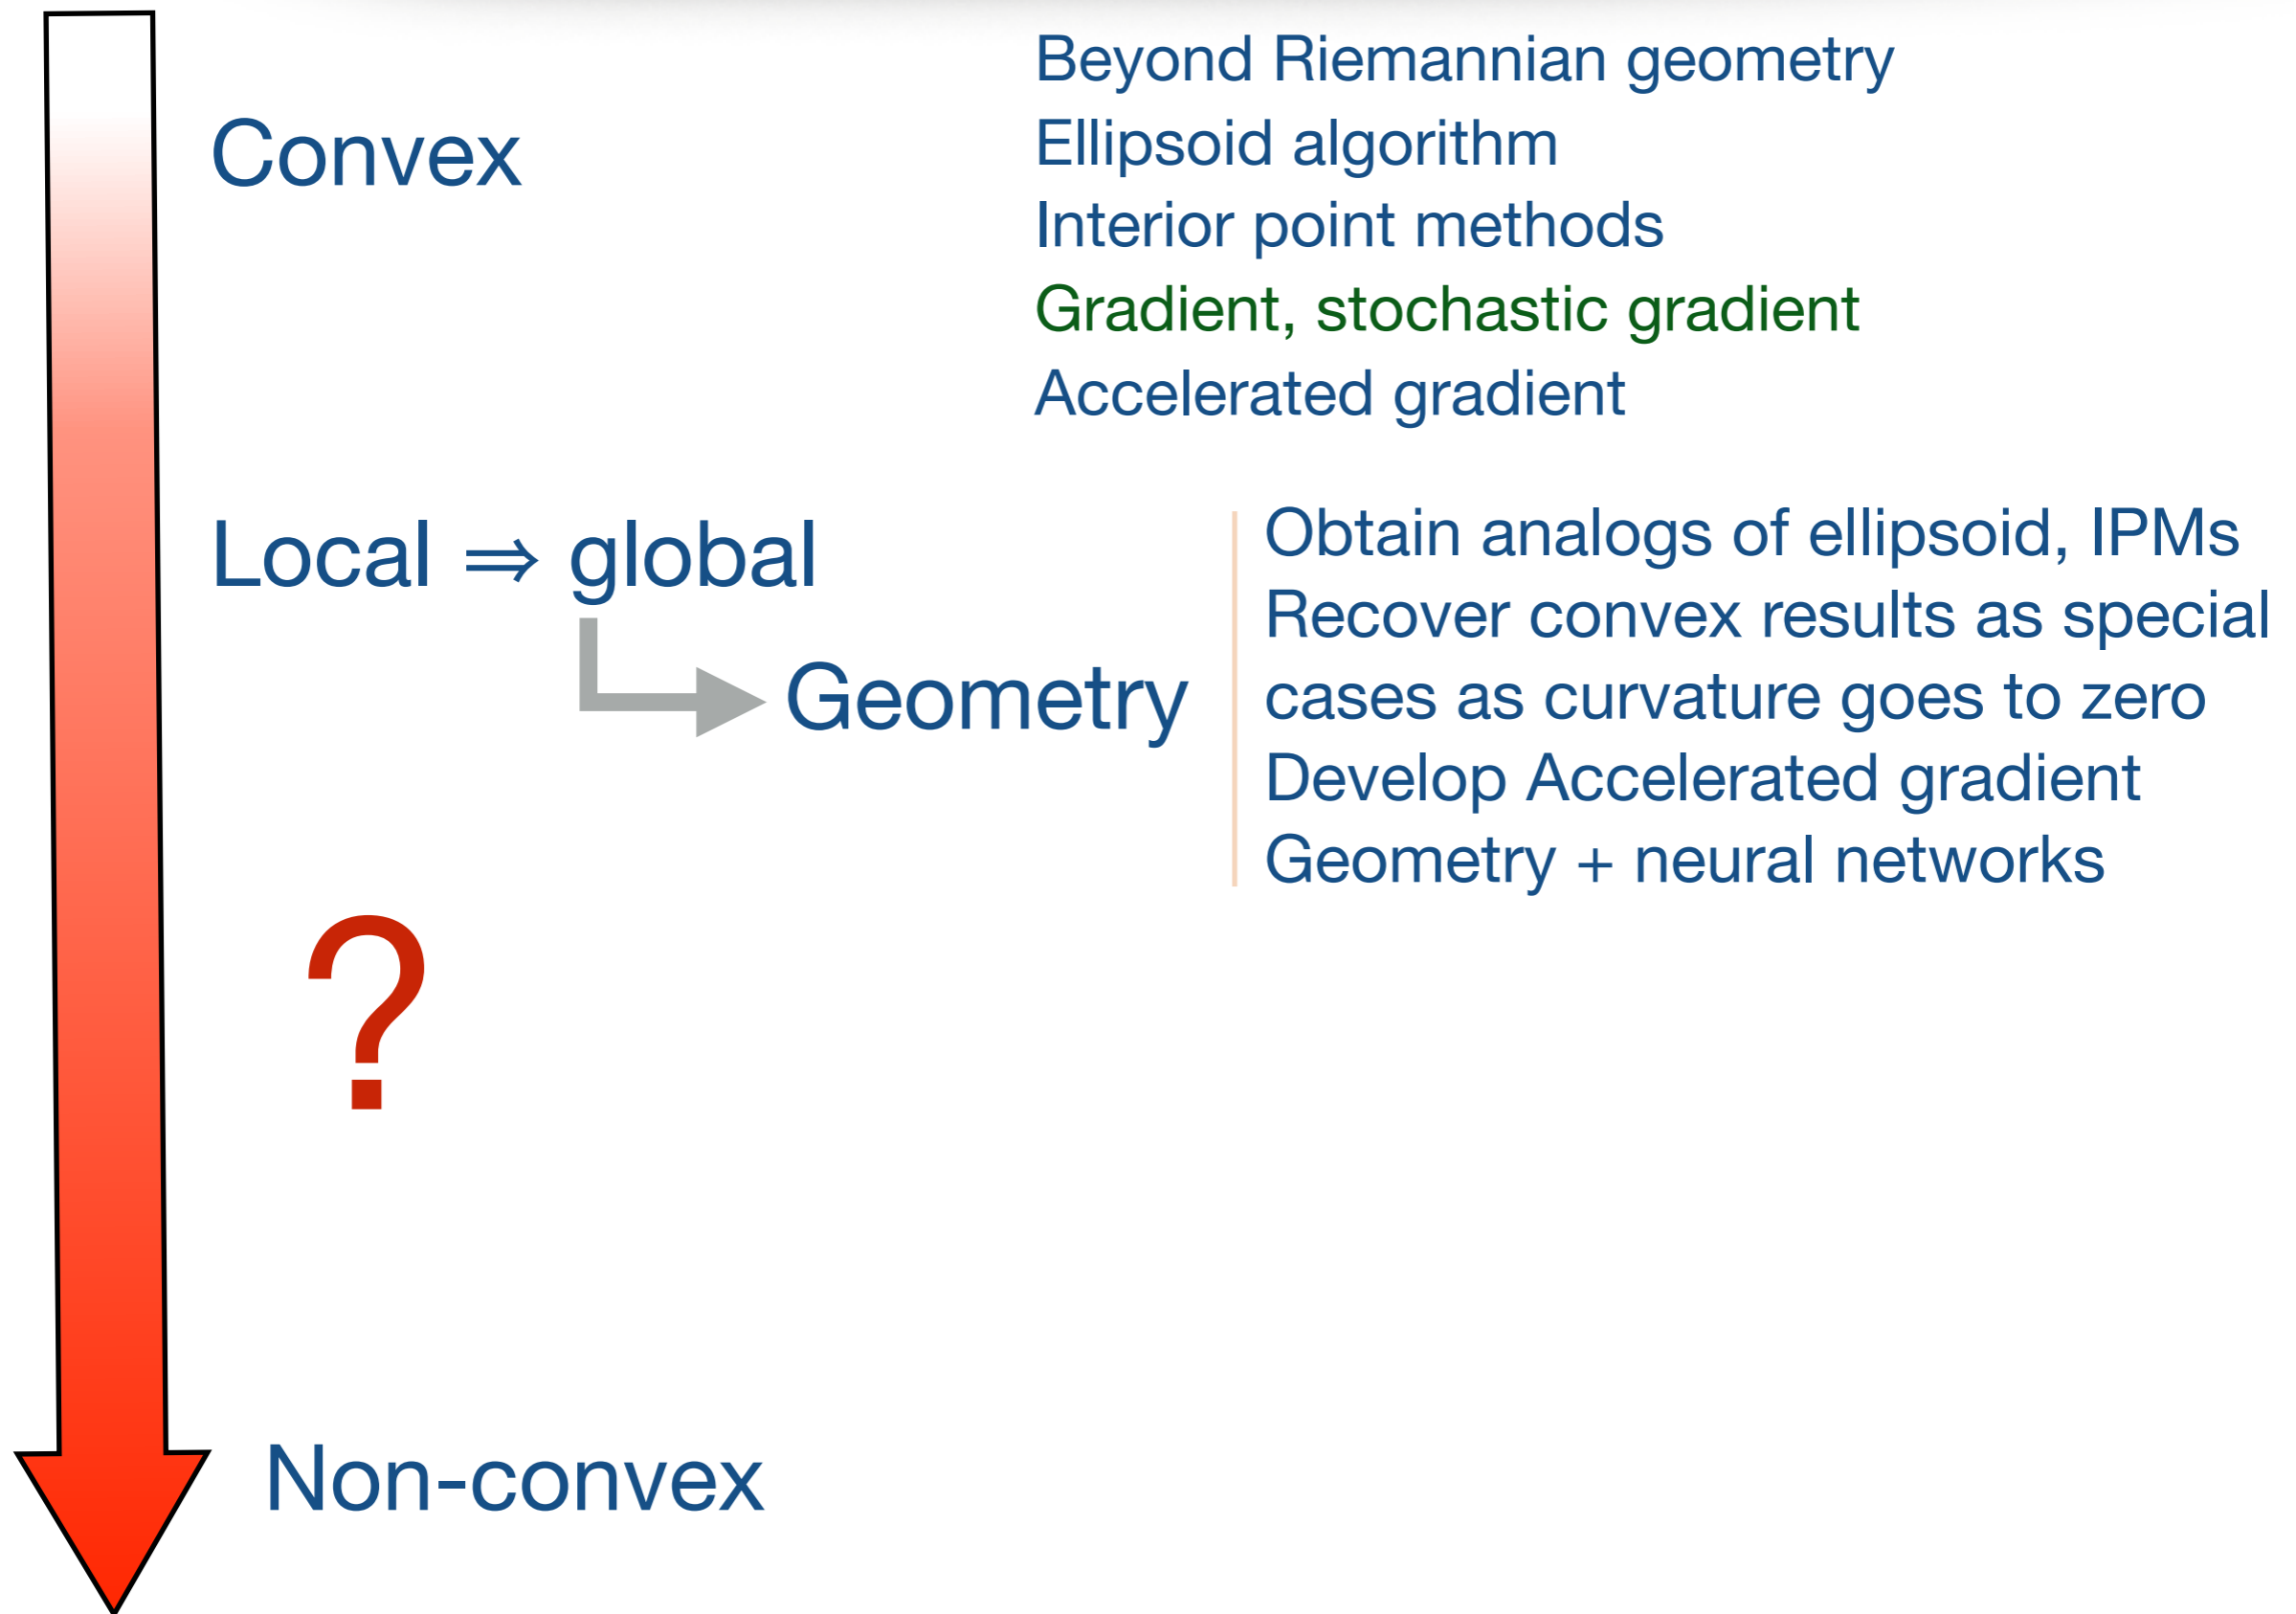 Beyond Riemannian geometry
Convex
Ellipsoid algorithm
Interior point methods
Gradient, stochastic gradient
Accelerated gradient
Local ⇒ global
Geometry
Obtain analogs of ellipsoid, IPMs
Recover convex results as special
cases as curvature goes to zero
Develop Accelerated gradient
Geometry + neural networks
?
Non-convex